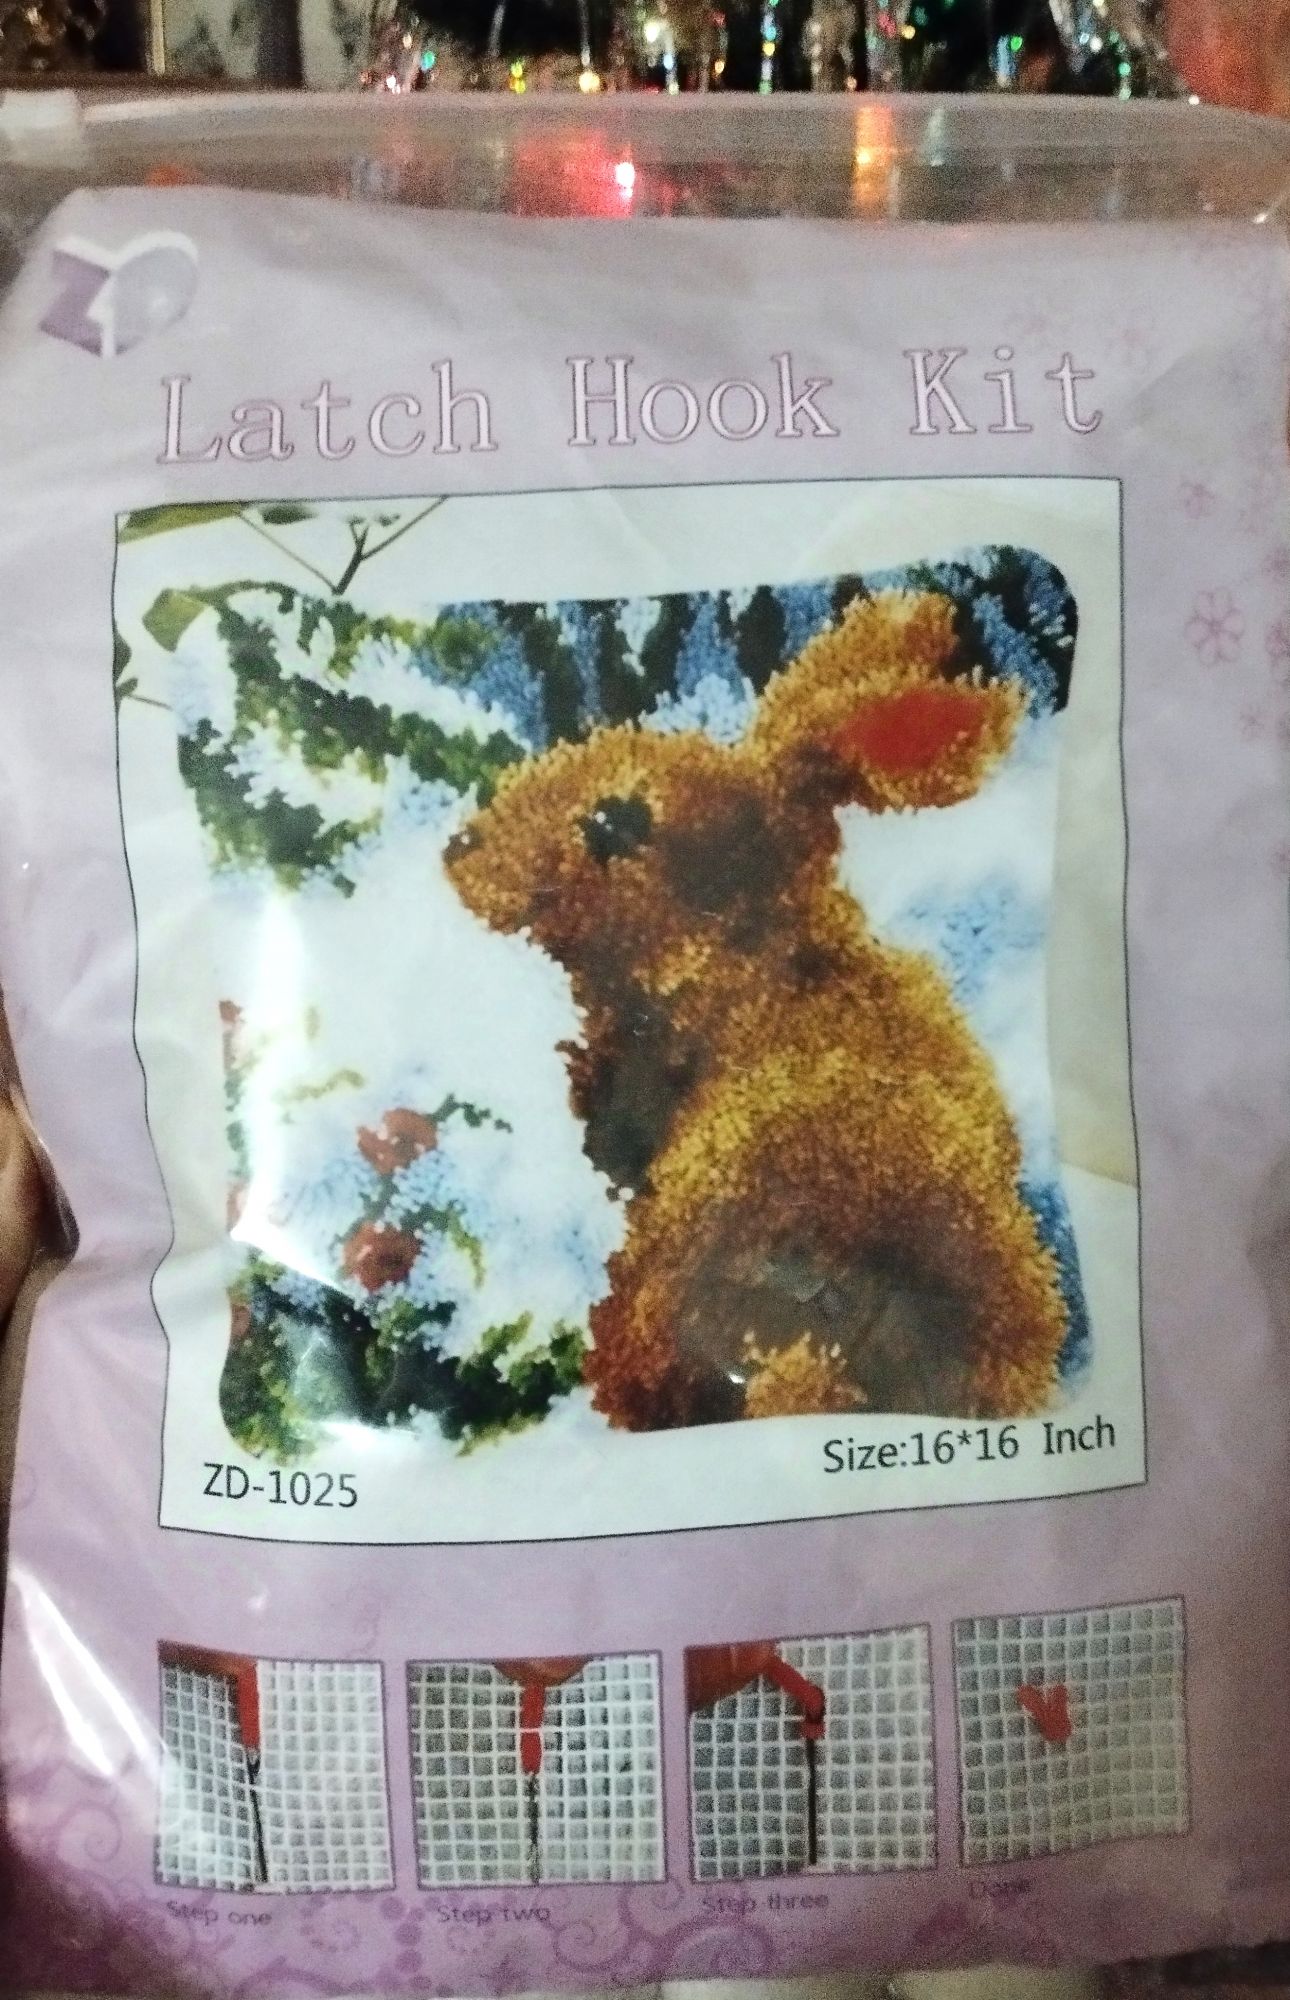 Latch Hook Kit
ZD-1025
Size:16*16 Inch
Step one
Step two
Step three
Done